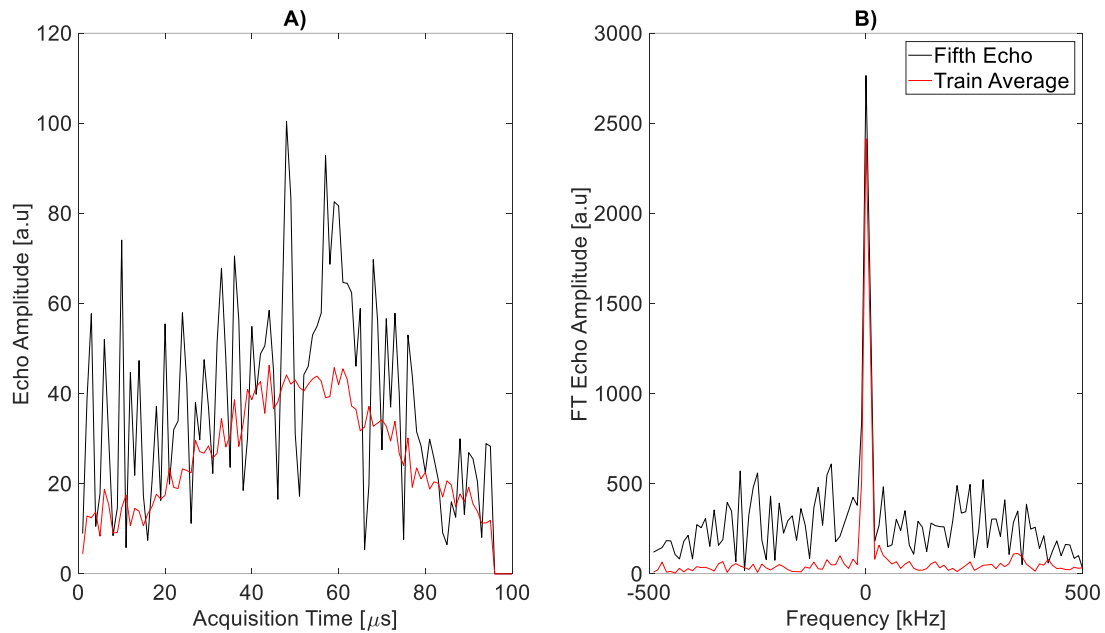 A)
120
100
80
60
40
20
0
Echo Amplitude [a.u]
0 20 40 60 80 100
Acquisition Time [μs]
B)
3000
2500
2000
1500
1000
500
0
FT Echo Amplitude [a.u]
-500 0 500
Frequency [kHz]
Fifth Echo
Train Average